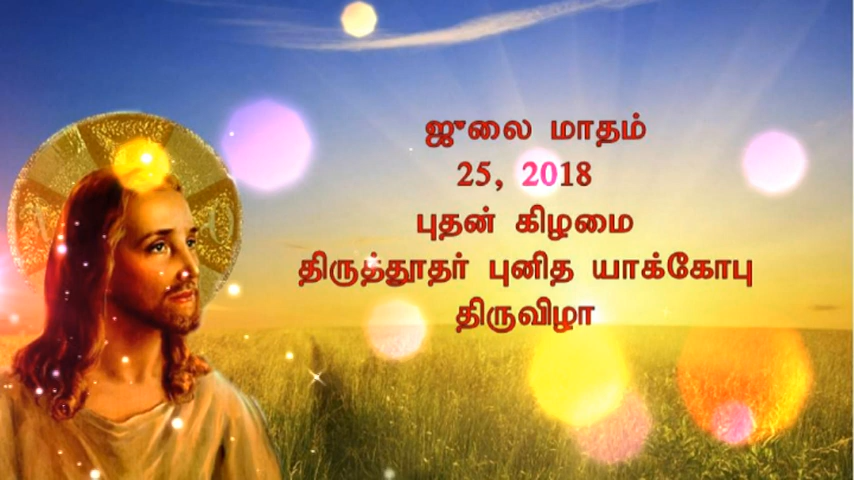 ஜுலை மாதம்
25, 2018
புதன் கிழமை
திருத்தூதர் புனித யாக்கோபு
திருவிழா